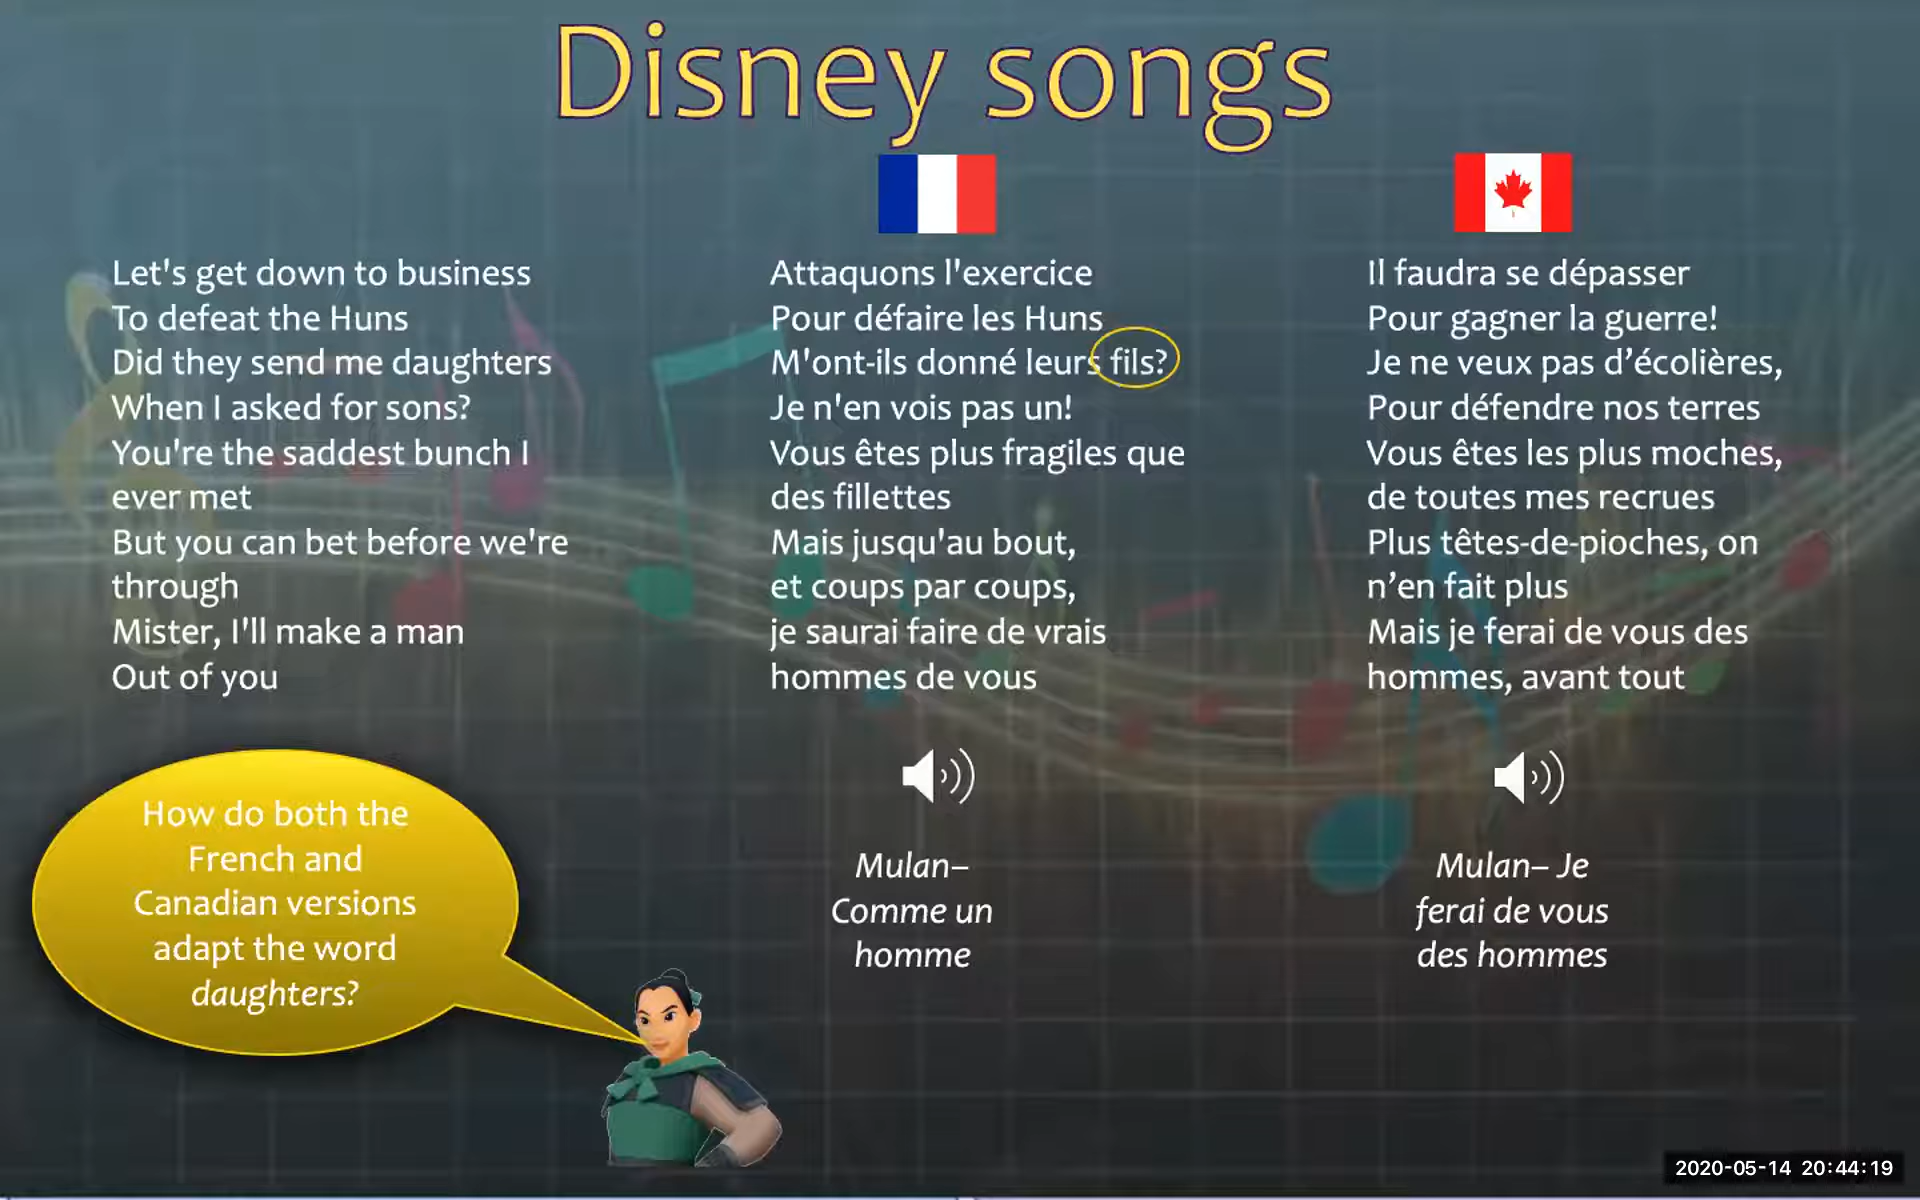 Disney songs
Let's get down to business
To defeat the Huns
Did they send me daughters
When I asked for sons?
You're the saddest bunch I
ever met
But you can bet before we're
through
Mister, I'll make a man
Out of you
Attaquons l'exercice
Pour défaire les Huns
M'ont-ils donné leurs fils?
Je n'en vois pas un!
Vous êtes plus fragiles que
des fillettes
Mais jusqu'au bout,
et coups par coups,
je saurai faire de vrais
hommes de vous
Il faudra se dépasser
Pour gagner la guerre!
Je ne veux pas d’écolières,
Pour défendre nos terres
Vous êtes les plus moches,
de toutes mes recrues
Plus têtes-de-pioches, on
n’en fait plus
Mais je ferai de vous des
hommes, avant tout
How do both the
French and
Canadian versions
adapt the word
daughters?
Mulan–
Comme un
homme
Mulan– Je
ferai de vous
des hommes
2020-05-14 20:44:19